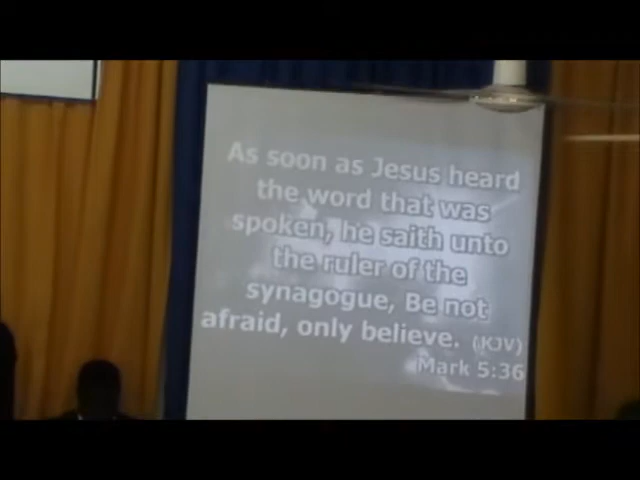 As soon as Jesus heard
the word that was
spoken, he saith unto
the ruler of the
synagogue, Be not
afraid, only believe. (KJV)
Mark 5:36